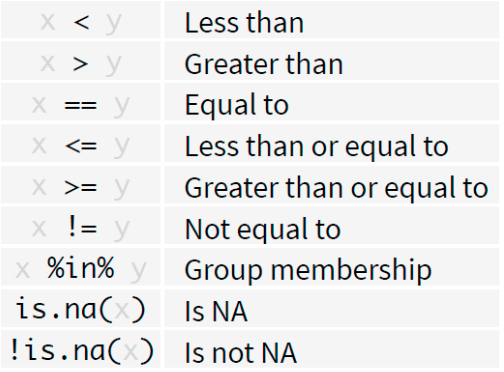 x < y Less than
x > y Greater than
x == y Equal to
x <= y Less than or equal to
x >= y Greater than or equal to
x != y Not equal to
x %in% y Group membership
is.na(x) Is NA
!is.na(x) Is not NA